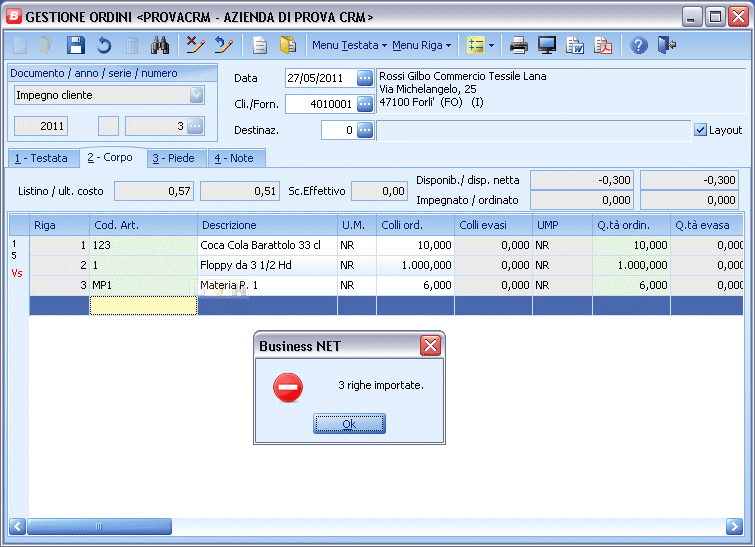 GESTIONE ORDINI <PROVACRM - AZIENDA DI PROVA CRM>
Menu Testata Menu Riga
Documento / anno / serie / numero
Impegno cliente
2011 3
Data 27/05/2011
Cli./Forn. 4010001
Destinaz. 0
Rossi Gilbo Commercio Tessile Lana
Via Michelangelo, 25
47100 Forli' (FO) (I)
Layout
1 - Testata 2 - Corpo 3 - Piede 4 - Note
Listino / ult. costo 0,57 0,51 Sc.Effettivo 0,00
Disponib./ disp. netta -0,300 -0,300
Impegnato / ordinato 0,000 0,000
Riga Cod. Art. Descrizione U.M. Colli ord. Colli evasi UMP Q.tà ordin. Q.tà evasa
1
5
Vs
1 123 Coca Cola Barattolo 33 cl NR 10,000 0,000 NR 10,000 0,000
2 1 Floppy da 3 1/2 Hd NR 1.000,000 0,000 NR 1.000,000 0,000
3 MP1 Materia P. 1 NR 6,000 0,000 NR 6,000 0,000
Business NET
3 righe importate.
Ok